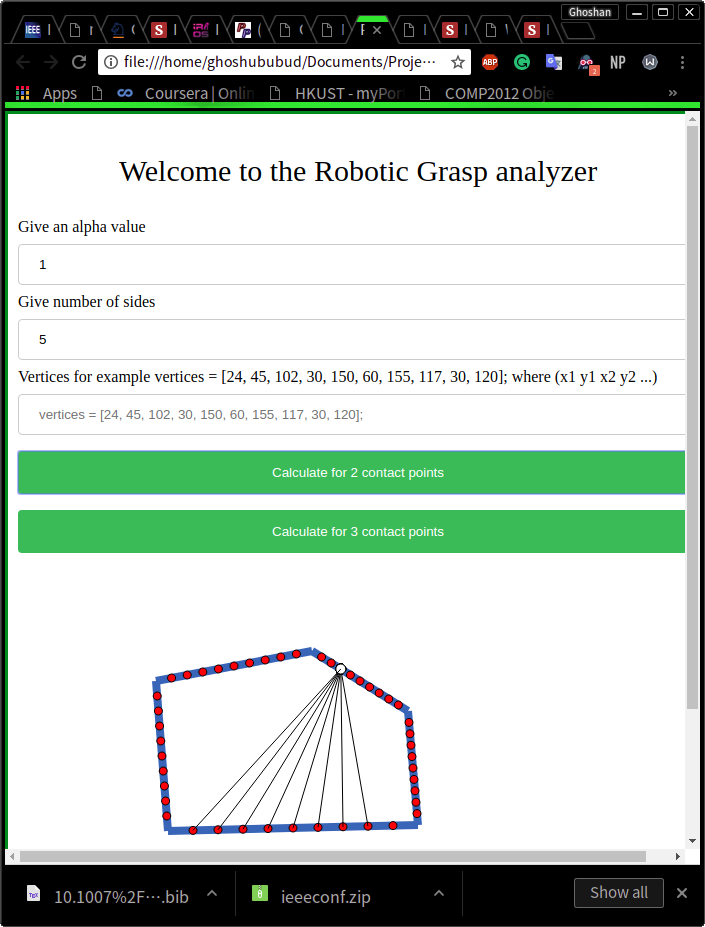 Ghoshan
file:///home/ghoshububud/Documents/Proje…
ABP
2
NP
Apps
Coursera | Onlin
HKUST - myPor
COMP2012 Obje
»
Welcome to the Robotic Grasp analyzer
Give an alpha value
1
Give number of sides
5
Vertices for example vertices = [24, 45, 102, 30, 150, 60, 155, 117, 30, 120]; where (x1 y1 x2 y2 ...)
vertices = [24, 45, 102, 30, 150, 60, 155, 117, 30, 120];
Calculate for 2 contact points
Calculate for 3 contact points
10.1007%2F⋯.bib
ieeeconf.zip
Show all